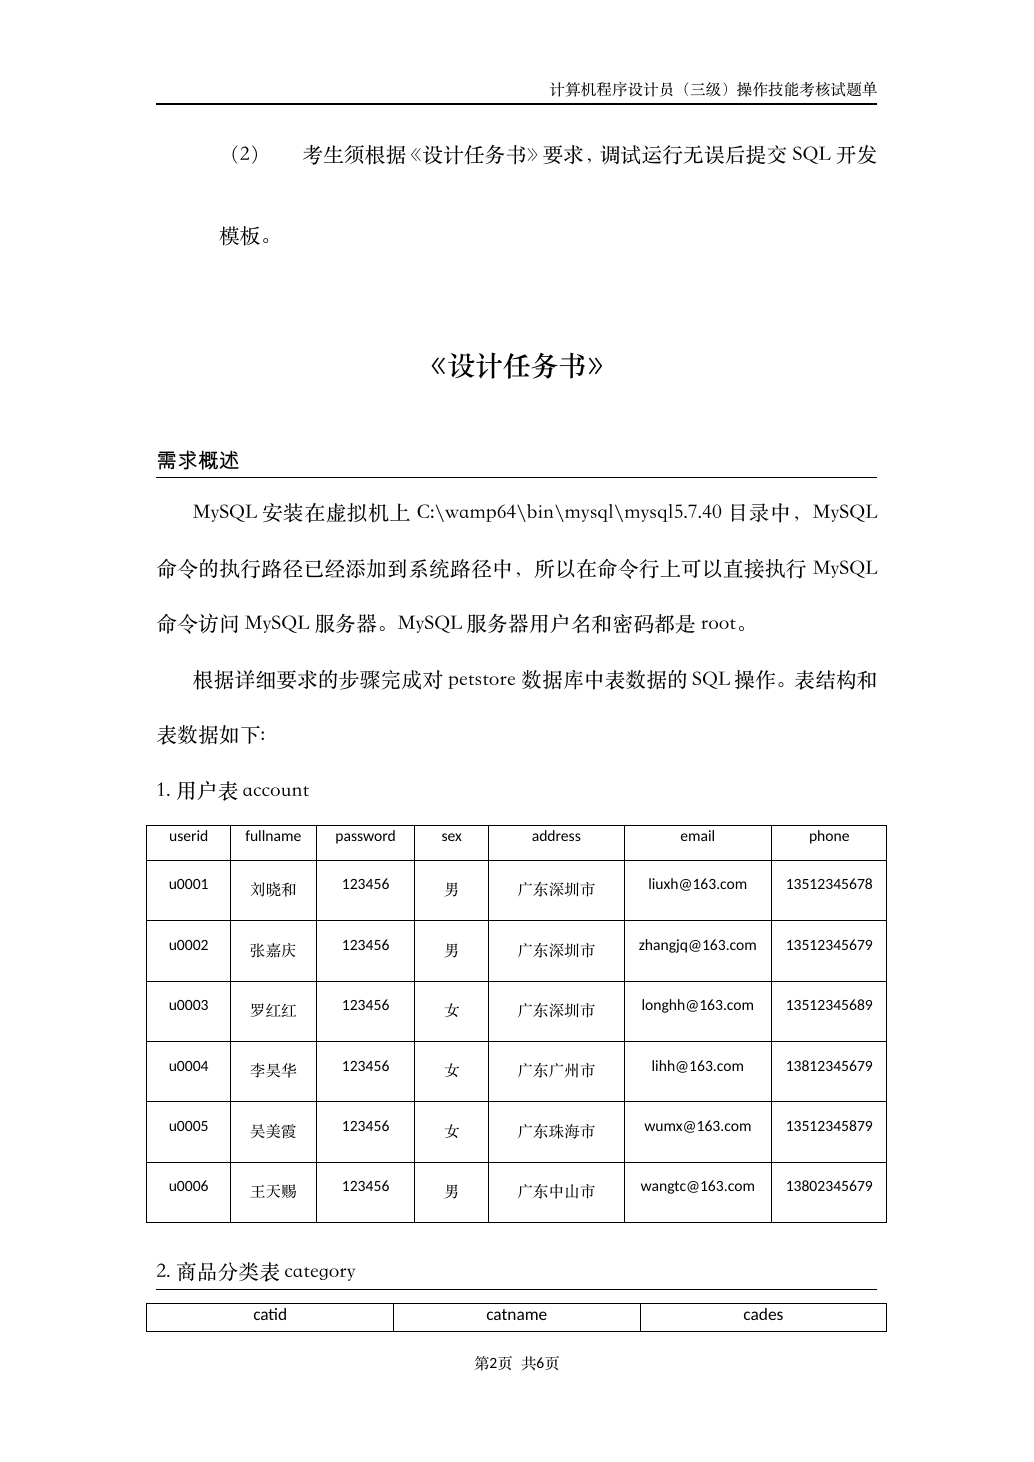 计算机程序设计员（三级）操作技能考核试题单
（2） 考生须根据《设计任务书》要求，调试运行无误后提交 SQL 开发
模板。
《设计任务书》
需求概述
MySQL 安装在虚拟机上 C:\wamp64\bin\mysql\mysql5.7.40 目录中，MySQL
命令的执行路径已经添加到系统路径中，所以在命令行上可以直接执行 MySQL
命令访问 MySQL 服务器。MySQL 服务器用户名和密码都是 root。
根据详细要求的步骤完成对 petstore 数据库中表数据的 SQL 操作。表结构和
表数据如下:
1. 用户表 account
userid fullname password sex address email phone
u0001 刘晓和 123456 男 广东深圳市 liuxh@163.com 13512345678
u0002 张嘉庆 123456 男 广东深圳市 zhangjq@163.com 13512345679
u0003 罗红红 123456 女 广东深圳市 longhh@163.com 13512345689
u0004 李昊华 123456 女 广东广州市 lihh@163.com 13812345679
u0005 吴美霞 123456 女 广东珠海市 wumx@163.com 13512345879
u0006 王天赐 123456 男 广东中山市 wangtc@163.com 13802345679
2. 商品分类表 category
catid catname cades
第2页 共6页